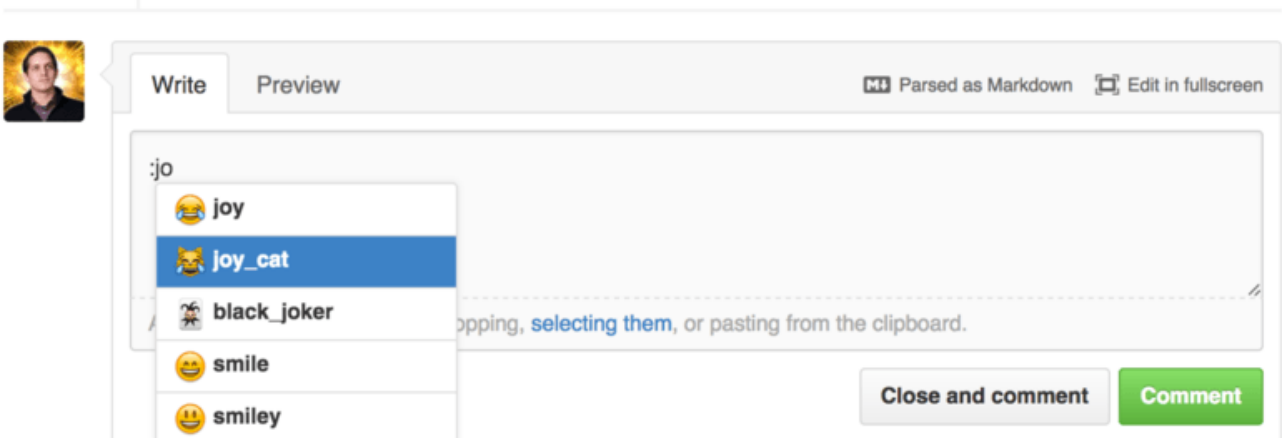 Write Preview Parsed as Markdown Edit in fullscreen
:jo
joy
joy_cat
black_joker
opping, selecting them, or pasting from the clipboard.
smile
Close and comment Comment
smiley